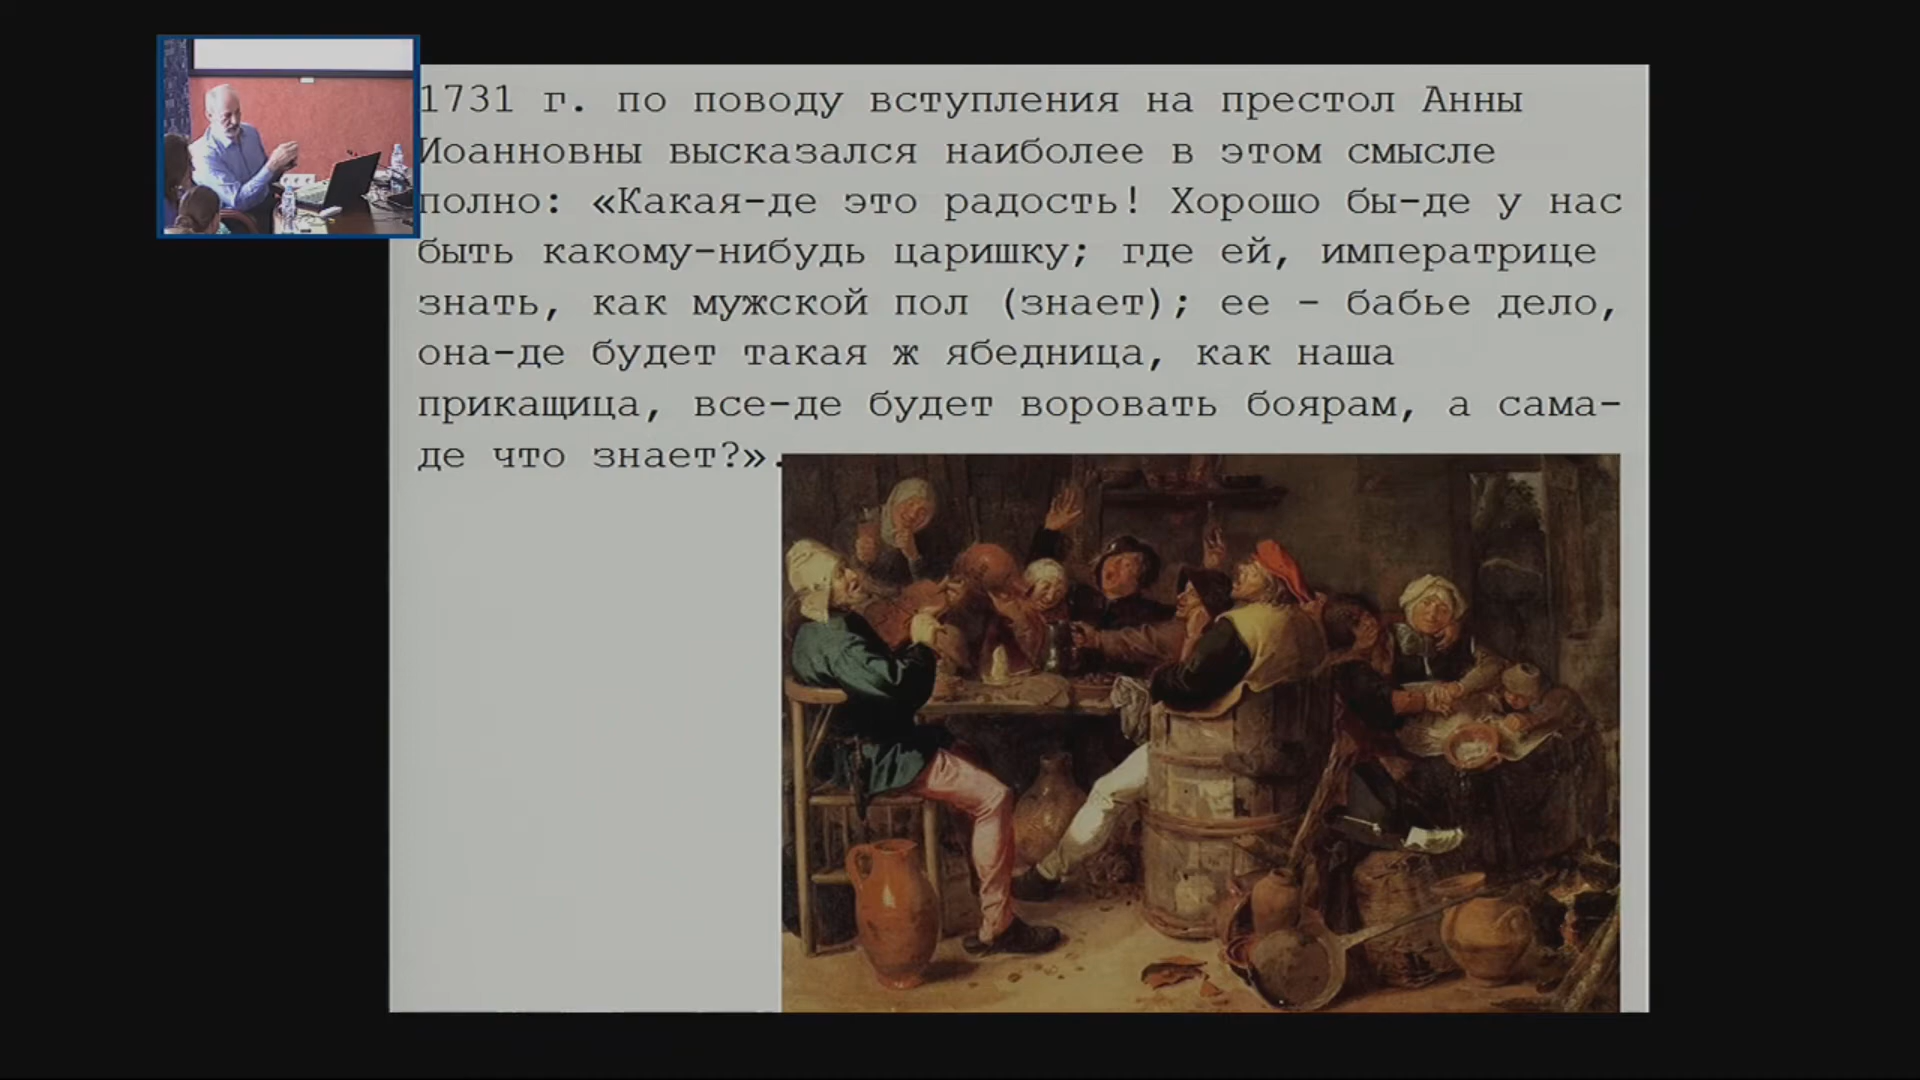 1731 г. по поводу вступления на престол Анны
Иоанновны высказался наиболее в этом смысле
полно: «Какая-де это радость! Хорошо бы-де у нас
быть какому-нибудь царишку; где ей, императрице
знать, как мужской пол (знает); ее - бабье дело,
она-де будет такая ж ябедница, как наша
прикащица, все-де будет воровать боярам, а сама-
де что знает?».